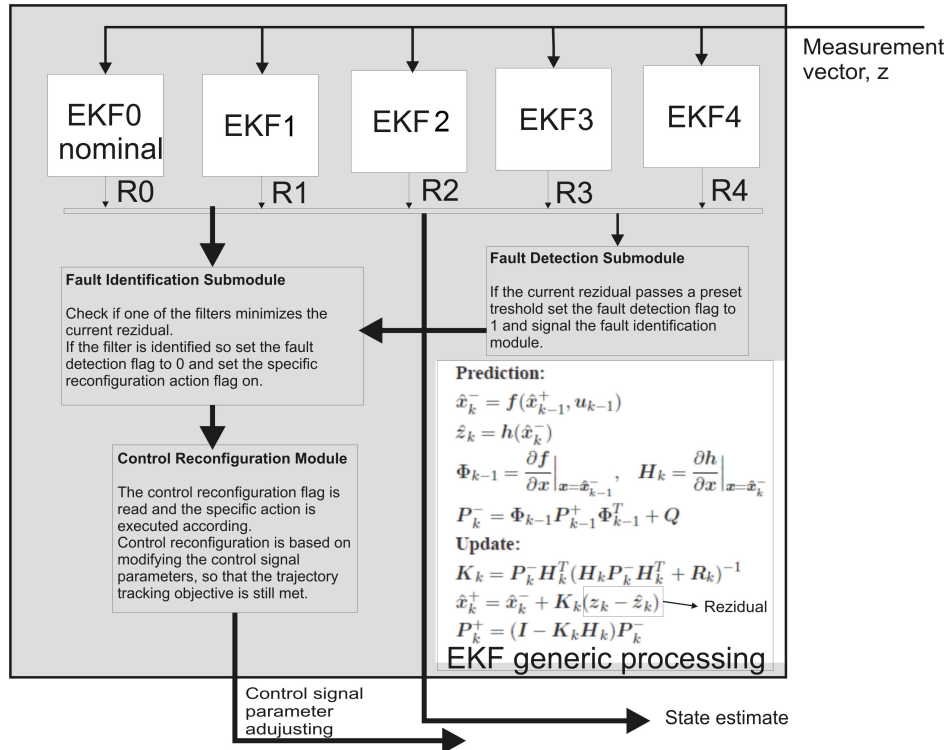 Measurement
vector, z
EKF0
nominal
EKF1
EKF2
EKF3
EKF4
R0
R1
R2
R3
R4
Fault Identification Submodule
Check if one of the filters minimizes the
current rezidual.
If the filter is identified so set the fault
detection flag to 0 and set the specific
reconfiguration action flag on.
Fault Detection Submodule
If the current rezidual passes a preset
treshold set the fault detection flag to
1 and signal the fault identification
module.
Control Reconfiguration Module
The control reconfiguration flag is
read and the specific action is
executed according.
Control reconfiguration is based on
modifying the control signal
parameters, so that the trajectory
tracking objective is still met.
Prediction:
x̂ₖ⁻ = f(x̂ₖ₋₁⁺, uₖ₋₁)
ẑₖ = h(x̂ₖ⁻)
Φₖ₋₁ = ∂f/∂x |ₓ₌x̂ₖ₋₁⁻ , Hₖ = ∂h/∂x |ₓ₌x̂ₖ⁻
Pₖ⁻ = Φₖ₋₁Pₖ₋₁⁺Φₖ₋₁ᵀ + Q
Update:
Kₖ = Pₖ⁻Hₖᵀ(HₖPₖ⁻Hₖᵀ + Rₖ)⁻¹
x̂ₖ⁺ = x̂ₖ⁻ + Kₖ(zₖ − ẑₖ) Rezidual
Pₖ⁺ = (I − KₖHₖ)Pₖ⁻
EKF generic processing
Control signal
parameter
adujusting
State estimate